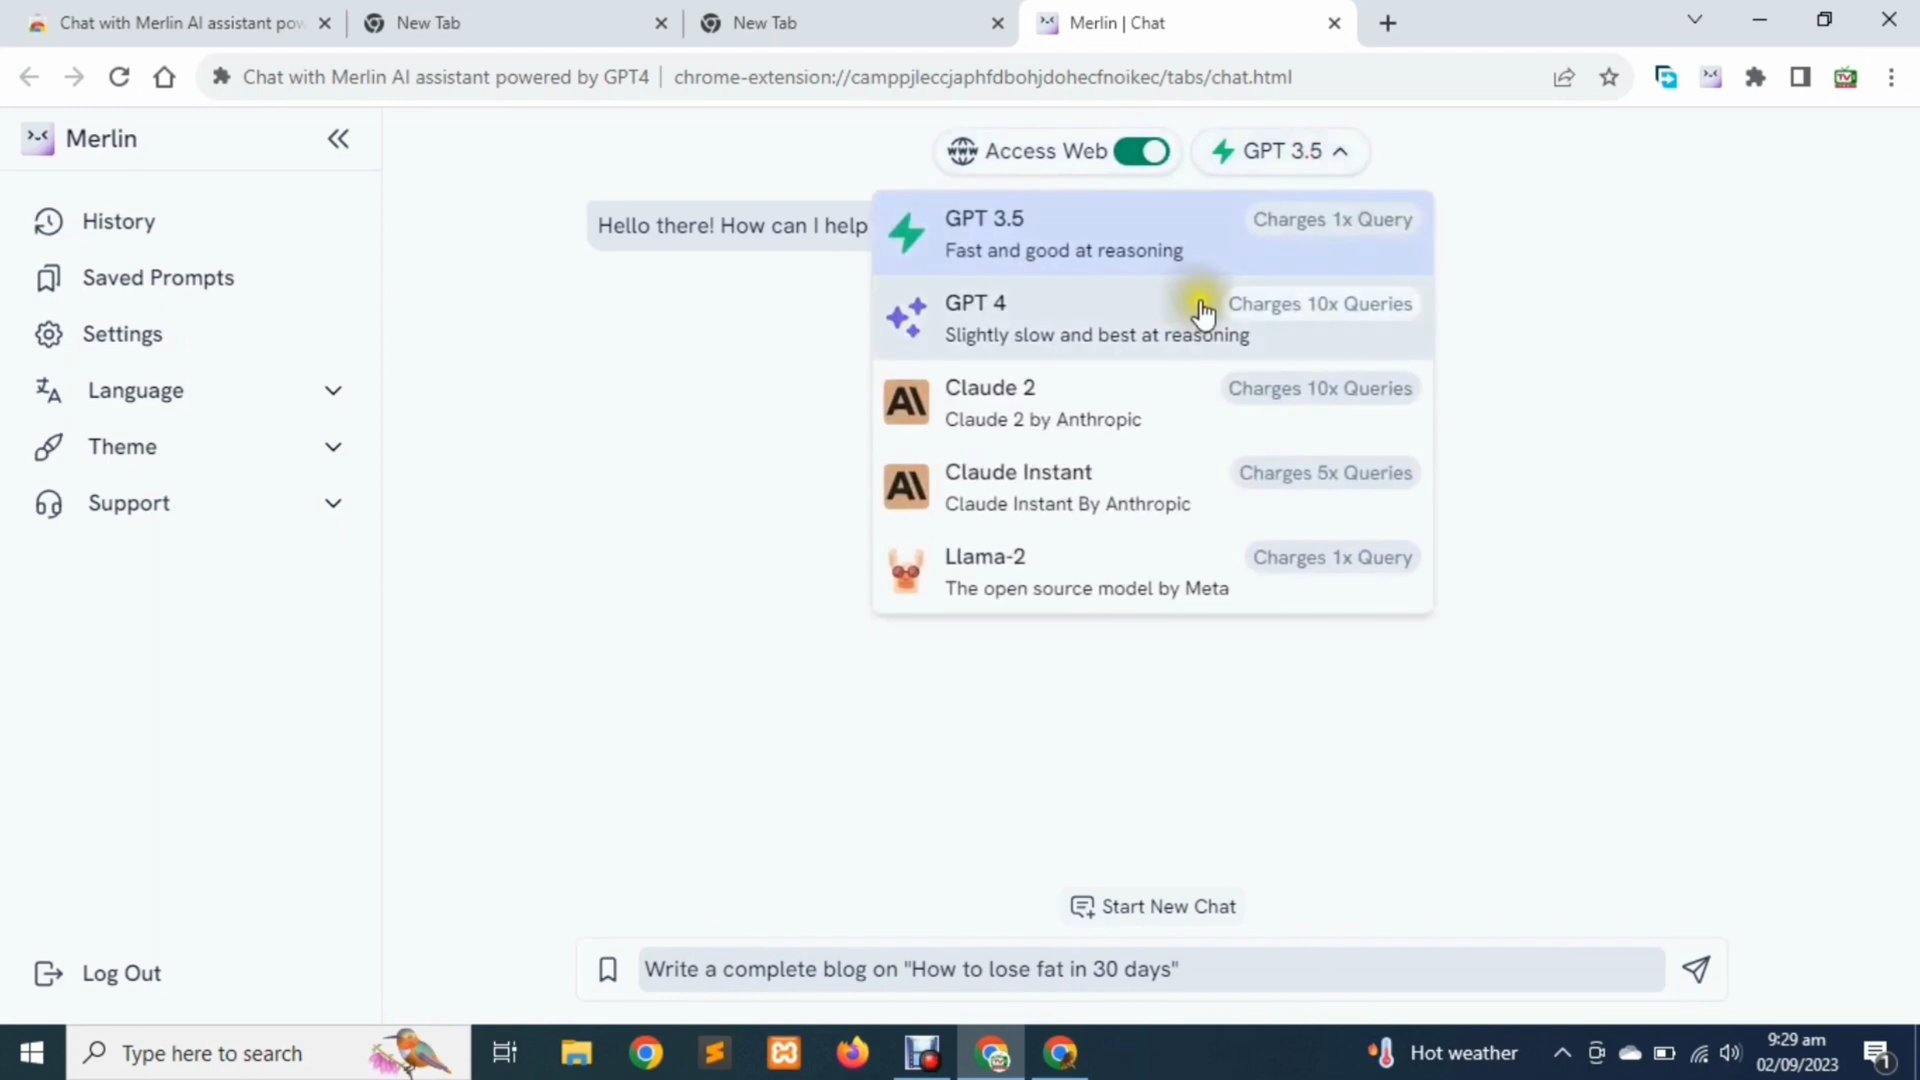 Chat with Merlin AI assistant pow
New Tab
New Tab
Merlin | Chat
Chat with Merlin AI assistant powered by GPT4 | chrome-extension://camppjleccjaphfdbohjdohecfnoikec/tabs/chat.html
Merlin
History
Saved Prompts
Settings
Language
Theme
Support
Log Out
Access Web
GPT 3.5
Hello there! How can I help
GPT 3.5
Charges 1x Query
Fast and good at reasoning
GPT 4
Charges 10x Queries
Slightly slow and best at reasoning
Claude 2
Charges 10x Queries
Claude 2 by Anthropic
Claude Instant
Charges 5x Queries
Claude Instant By Anthropic
Llama-2
Charges 1x Query
The open source model by Meta
Start New Chat
Write a complete blog on "How to lose fat in 30 days"
Type here to search
Hot weather
9:29 am
02/09/2023
1